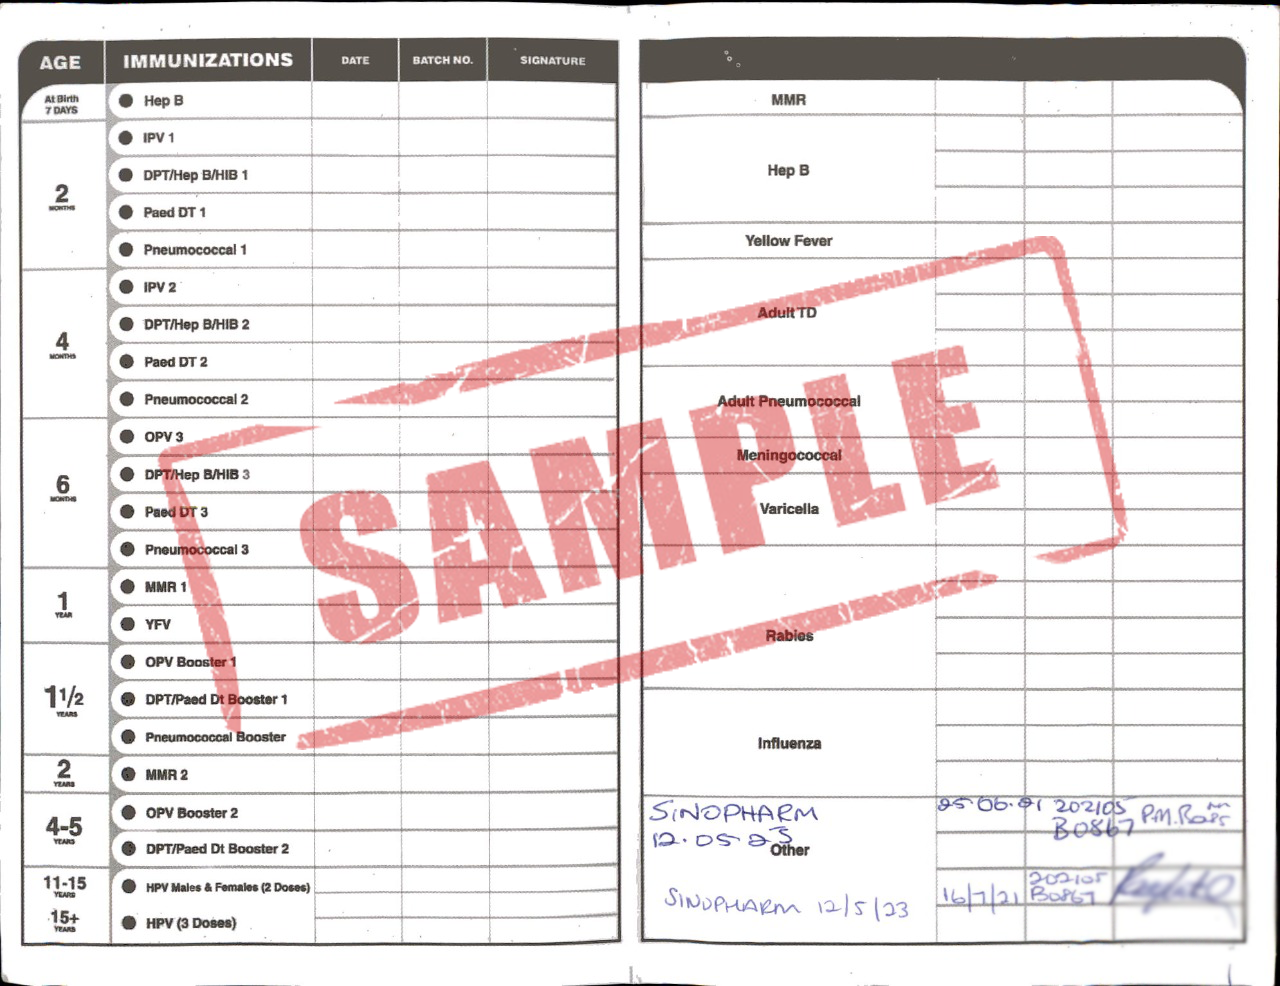 AGE IMMUNIZATIONS DATE BATCH NO. SIGNATURE
At Birth
7 DAYS
Hep B
2
MONTHS
IPV 1
DPT/Hep B/HIB 1
Paed DT 1
Pneumococcal 1
4
MONTHS
IPV 2
DPT/Hep B/HIB 2
Paed DT 2
Pneumococcal 2
6
MONTHS
OPV 3
DPT/Hep B/HIB 3
Paed DT 3
Pneumococcal 3
1
YEAR
MMR 1
YFV
1 1/2
YEARS
OPV Booster 1
DPT/Paed Dt Booster 1
Pneumococcal Booster
2
YEARS
MMR 2
4-5
YEARS
OPV Booster 2
DPT/Paed Dt Booster 2
11-15
YEARS
HPV Males & Females (2 Doses)
15+
YEARS
HPV (3 Doses)
MMR
Hep B
Yellow Fever
Adult TD
Adult Pneumococcal
Meningococcal
Varicella
Rabies
Influenza
SINOPHARM 25.06.21 202105
12.05.23 B0867
Other
SINOPHARM 12/5/23 16/7/21 202105
B0867
SAMPLE